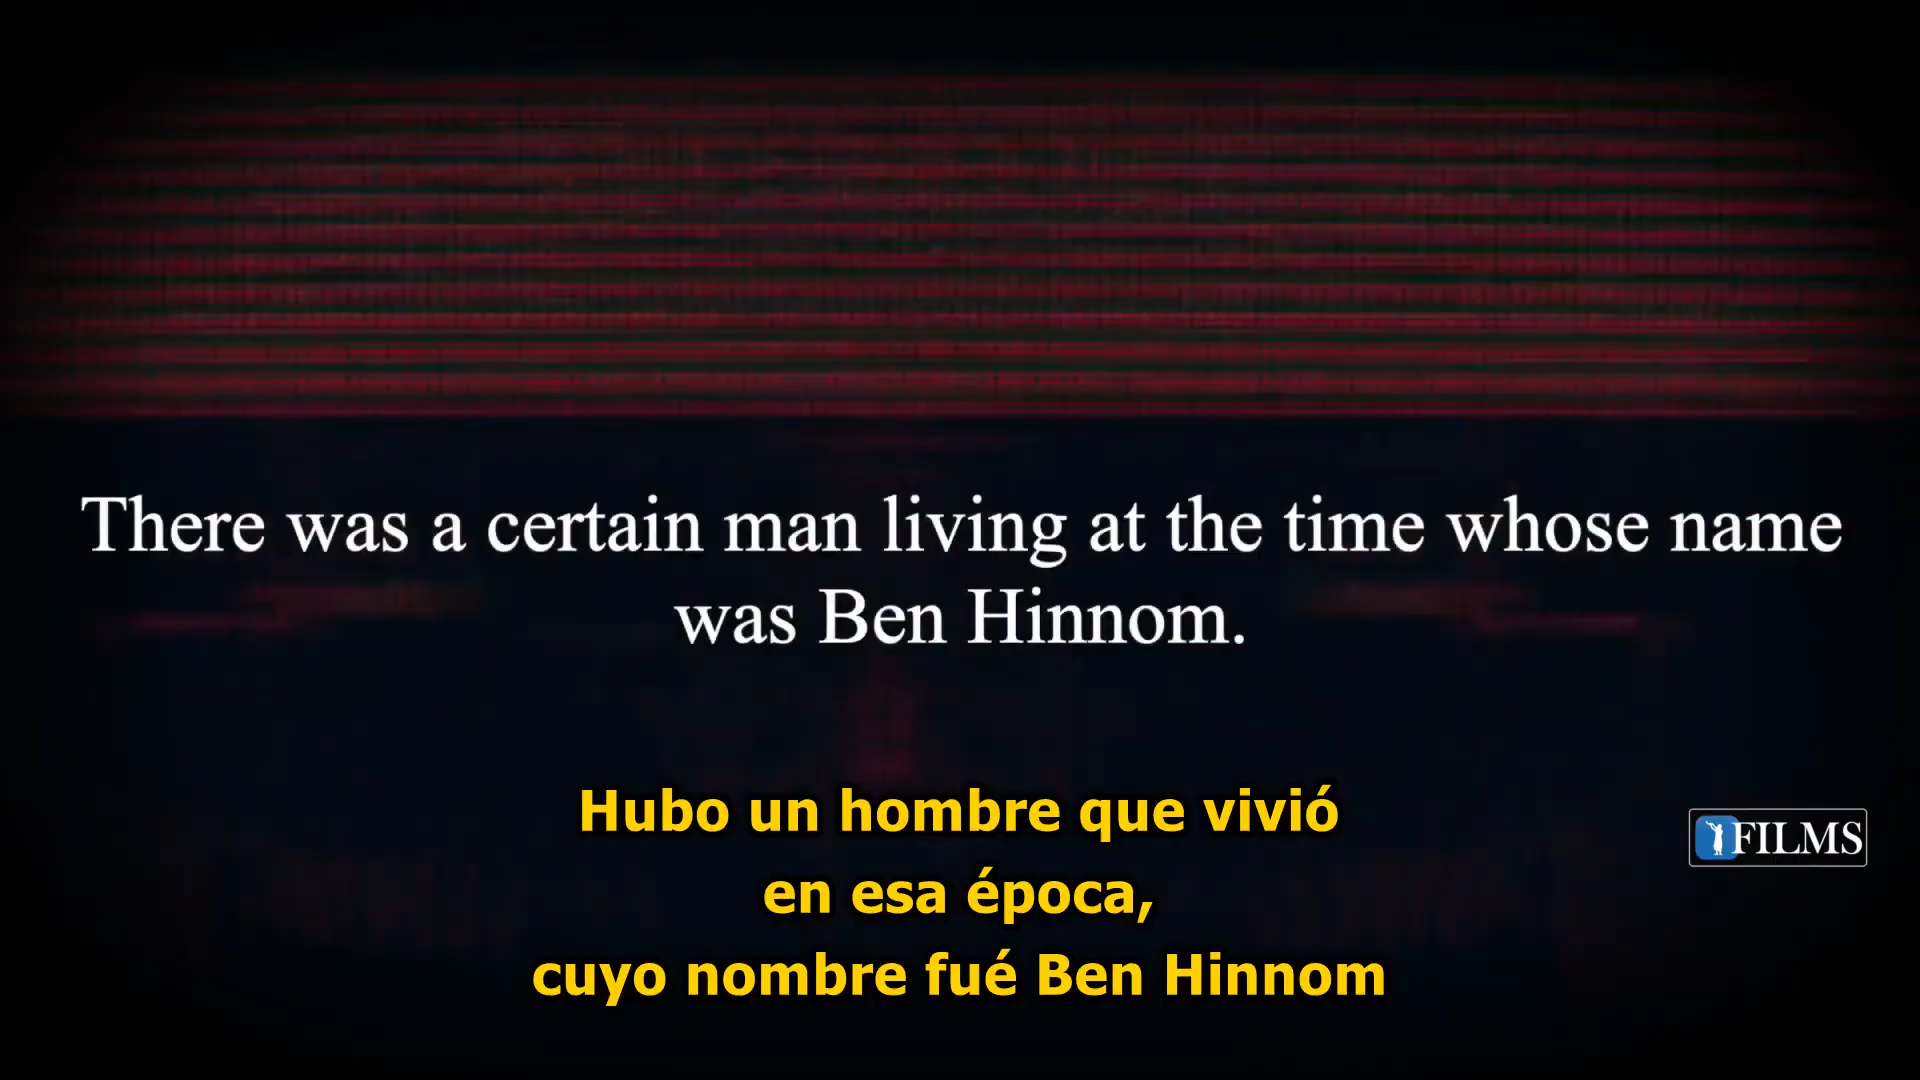 There was a certain man living at the time whose name
was Ben Hinnom.
Hubo un hombre que vivió
en esa época,
cuyo nombre fué Ben Hinnom
FILMS